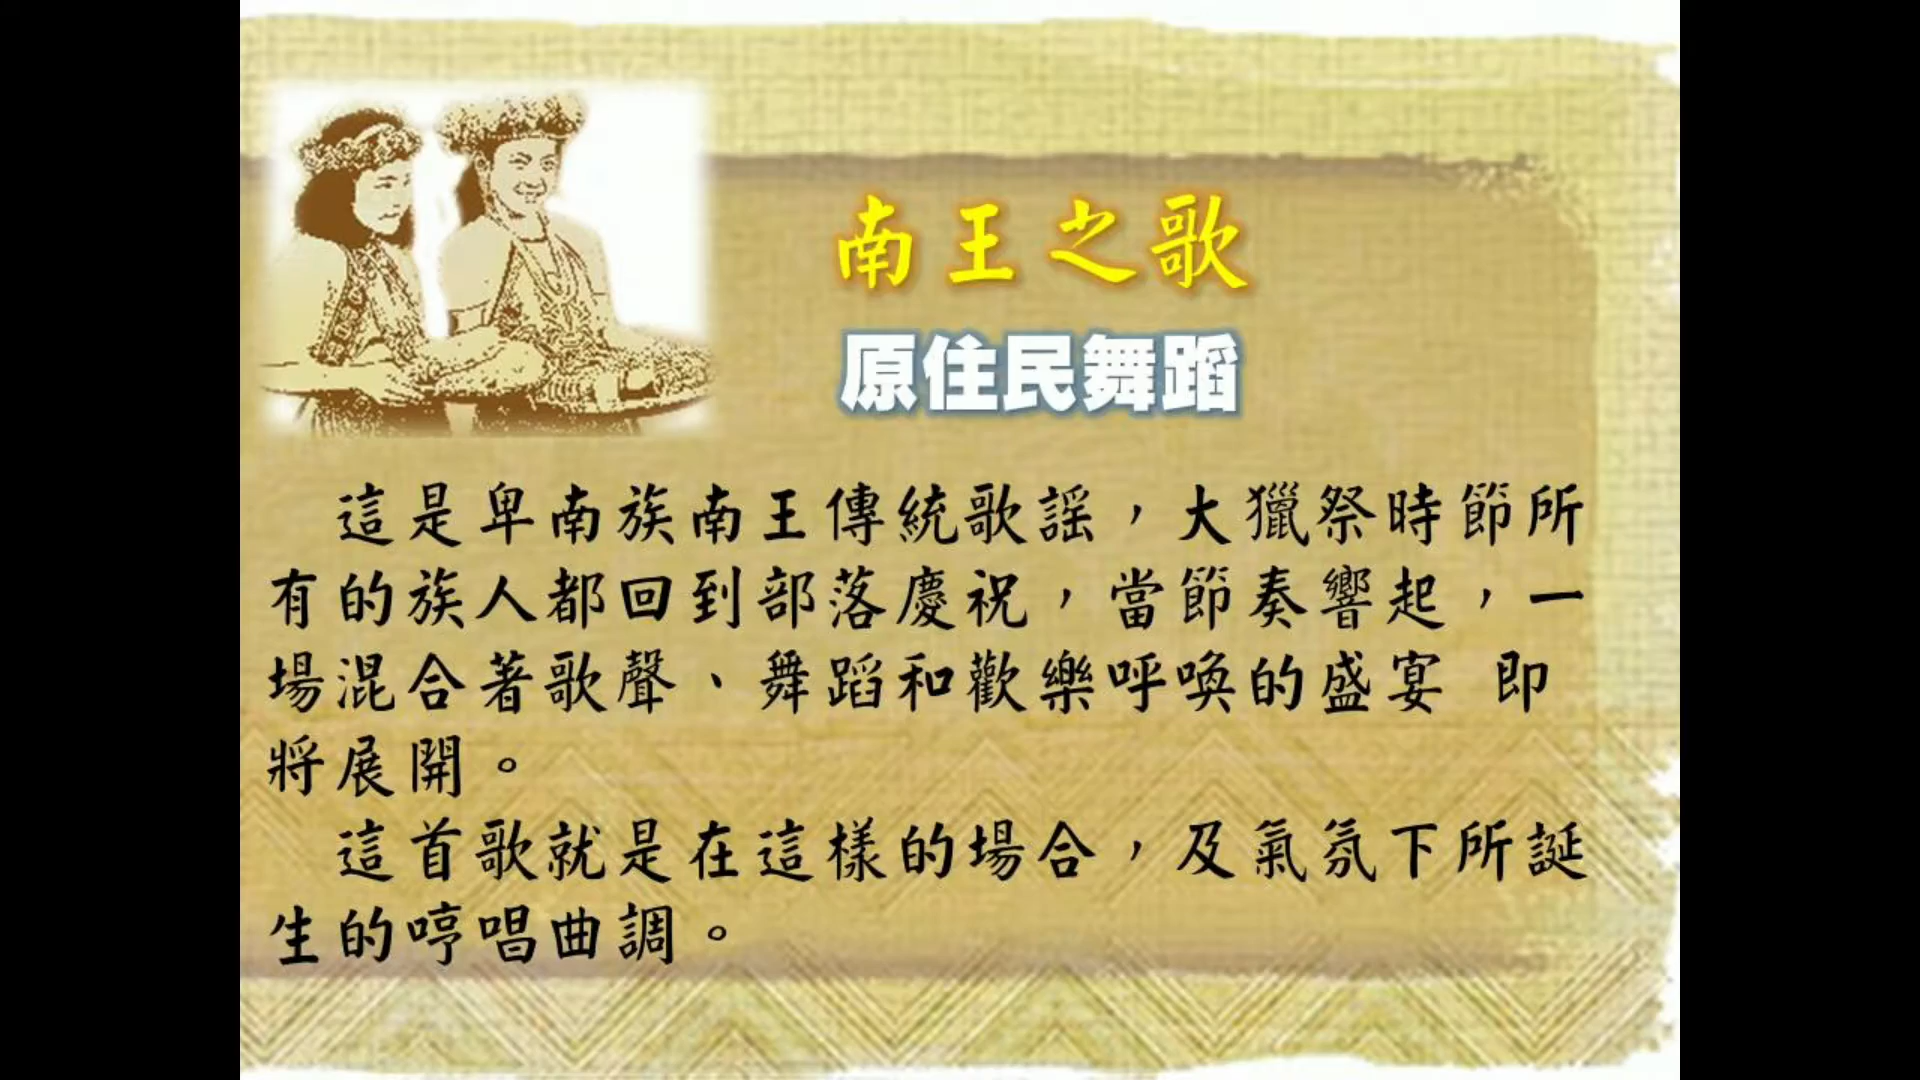 南王之歌
原住民舞蹈
這是卑南族南王傳統歌謠，大獵祭時節所
有的族人都回到部落慶祝，當節奏響起，一
場混合著歌聲、舞蹈和歡樂呼喚的盛宴 即
將展開。
這首歌就是在這樣的場合，及氣氛下所誕
生的哼唱曲調。